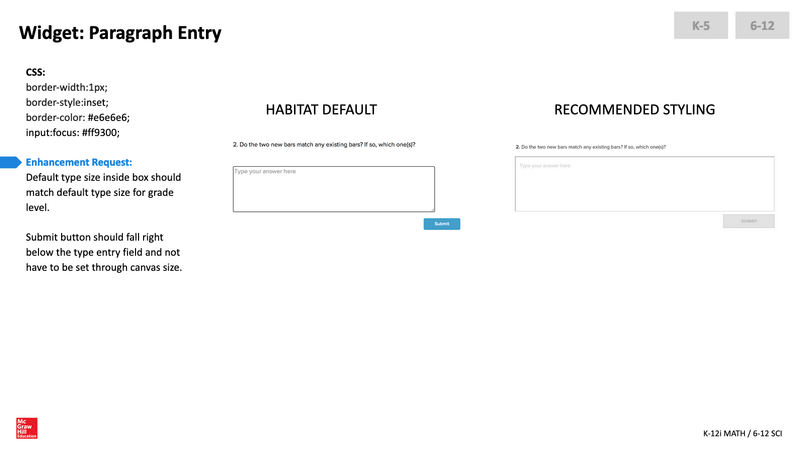 Widget: Paragraph Entry
K-5
6-12
CSS:
border-width:1px;
border-style:inset;
border-color: #e6e6e6;
input:focus: #ff9300;
Enhancement Request:
Default type size inside box should
match default type size for grade
level.
Submit button should fall right
below the type entry field and not
have to be set through canvas size.
HABITAT DEFAULT
2. Do the two new bars match any existing bars? If so, which one(s)?
Type your answer here
Submit
RECOMMENDED STYLING
2. Do the two new bars match any existing bars? If so, which one(s)?
Type your answer here
SUBMIT
Mc
Graw
Hill
Education
K-12i MATH / 6-12 SCI